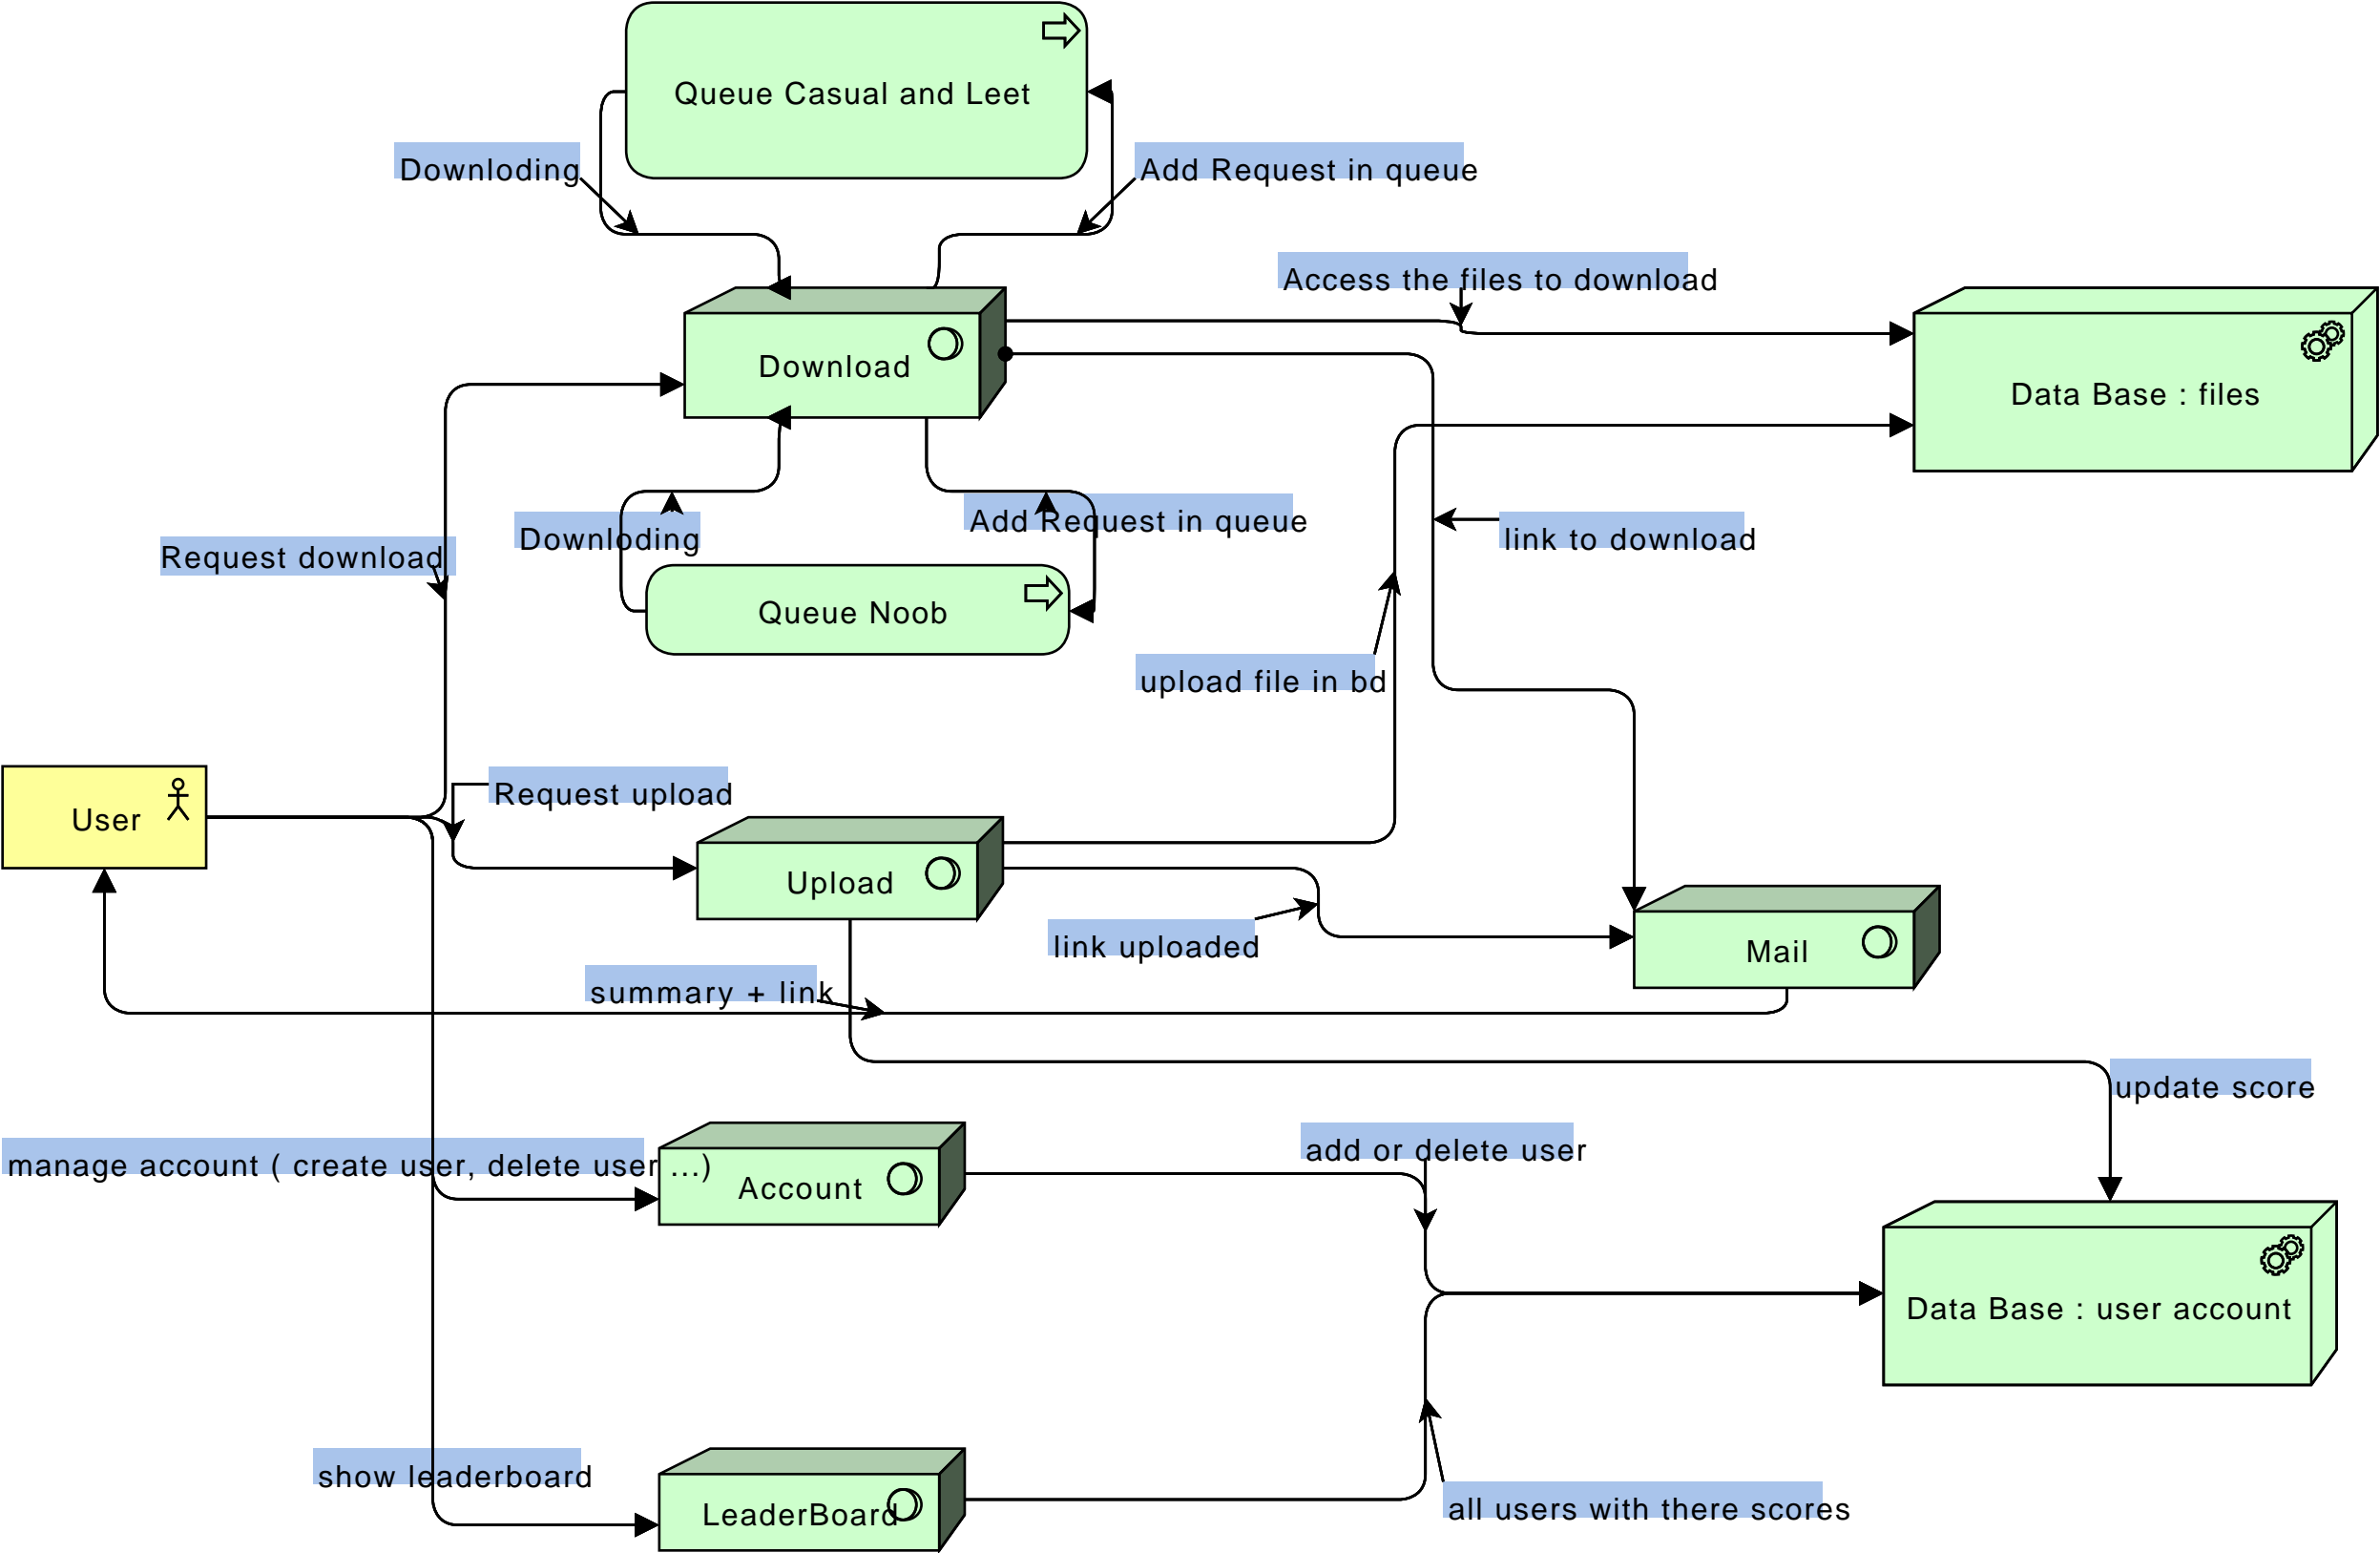 Queue Casual and Leet
Downloding
Add Request in queue
Access the files to download
Download
Data Base : files
Downloding
Add Request in queue
link to download
Request download
Queue Noob
upload file in bd
Request upload
User
Upload
link uploaded
Mail
summary + link
update score
manage account ( create user, delete user ...)
Account
add or delete user
Data Base : user account
show leaderboard
LeaderBoard
all users with there scores